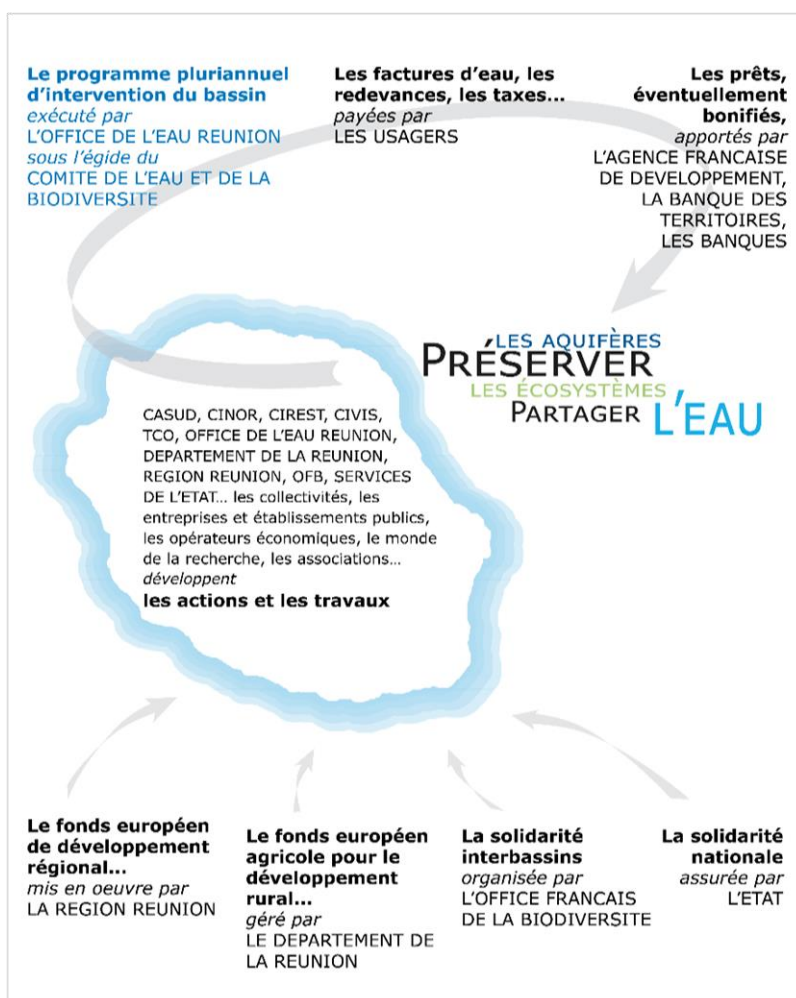 Le programme pluriannuel
d'intervention du bassin
exécuté par
L'OFFICE DE L'EAU REUNION
sous l'égide du
COMITE DE L'EAU ET DE LA
BIODIVERSITE
Les factures d'eau, les
redevances, les taxes...
payées par
LES USAGERS
Les prêts,
éventuellement
bonifiés,
apportés par
L'AGENCE FRANCAISE
DE DEVELOPPEMENT,
LA BANQUE DES
TERRITOIRES,
LES BANQUES
LES AQUIFÈRES
PRÉSERVER
LES ÉCOSYSTÈMES
PARTAGER L'EAU
CASUD, CINOR, CIREST, CIVIS,
TCO, OFFICE DE L'EAU REUNION,
DEPARTEMENT DE LA REUNION,
REGION REUNION, OFB, SERVICES
DE L'ETAT... les collectivités, les
entreprises et établissements publics,
les opérateurs économiques, le monde
de la recherche, les associations...
développent
les actions et les travaux
Le fonds européen
de développement
régional...
mis en oeuvre par
LA REGION REUNION
Le fonds européen
agricole pour le
développement
rural...
géré par
LE DEPARTEMENT DE
LA REUNION
La solidarité
interbassins
organisée par
L'OFFICE FRANCAIS
DE LA BIODIVERSITE
La solidarité
nationale
assurée par
L'ETAT